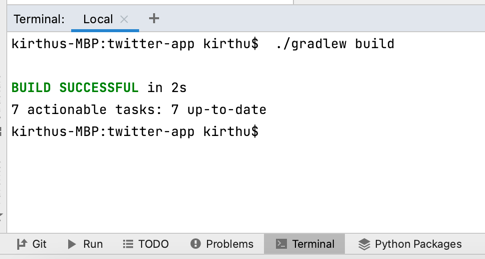 Terminal: Local × +
kirthus-MBP:twitter-app kirthu$  ./gradlew build
BUILD SUCCESSFUL in 2s
7 actionable tasks: 7 up-to-date
kirthus-MBP:twitter-app kirthu$
Git Run TODO Problems Terminal Python Packages